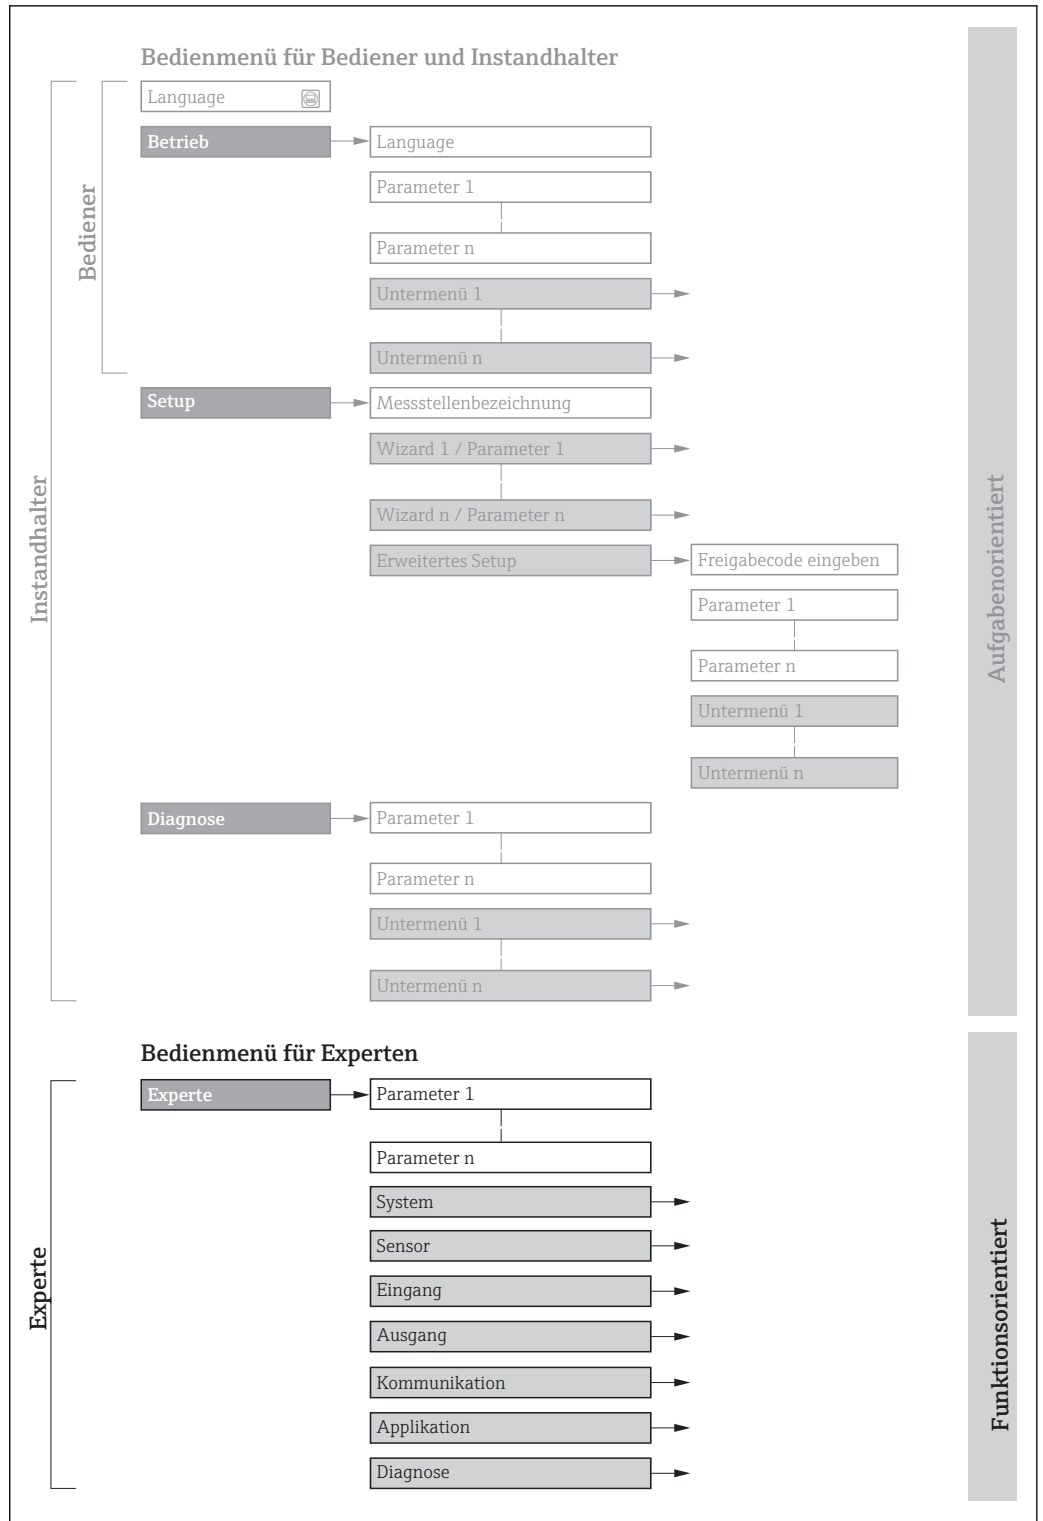 Bedienmenü für Bediener und Instandhalter
Language
Betrieb
Language
Parameter 1
Parameter n
Untermenü 1
Untermenü n
Bediener
Setup
Messstellenbezeichnung
Wizard 1 / Parameter 1
Wizard n / Parameter n
Erweitertes Setup
Freigabecode eingeben
Parameter 1
Parameter n
Untermenü 1
Untermenü n
Instandhalter
Aufgabenorientiert
Diagnose
Parameter 1
Parameter n
Untermenü 1
Untermenü n
Bedienmenü für Experten
Experte
Parameter 1
Parameter n
System
Sensor
Eingang
Ausgang
Kommunikation
Applikation
Diagnose
Experte
Funktionsorientiert